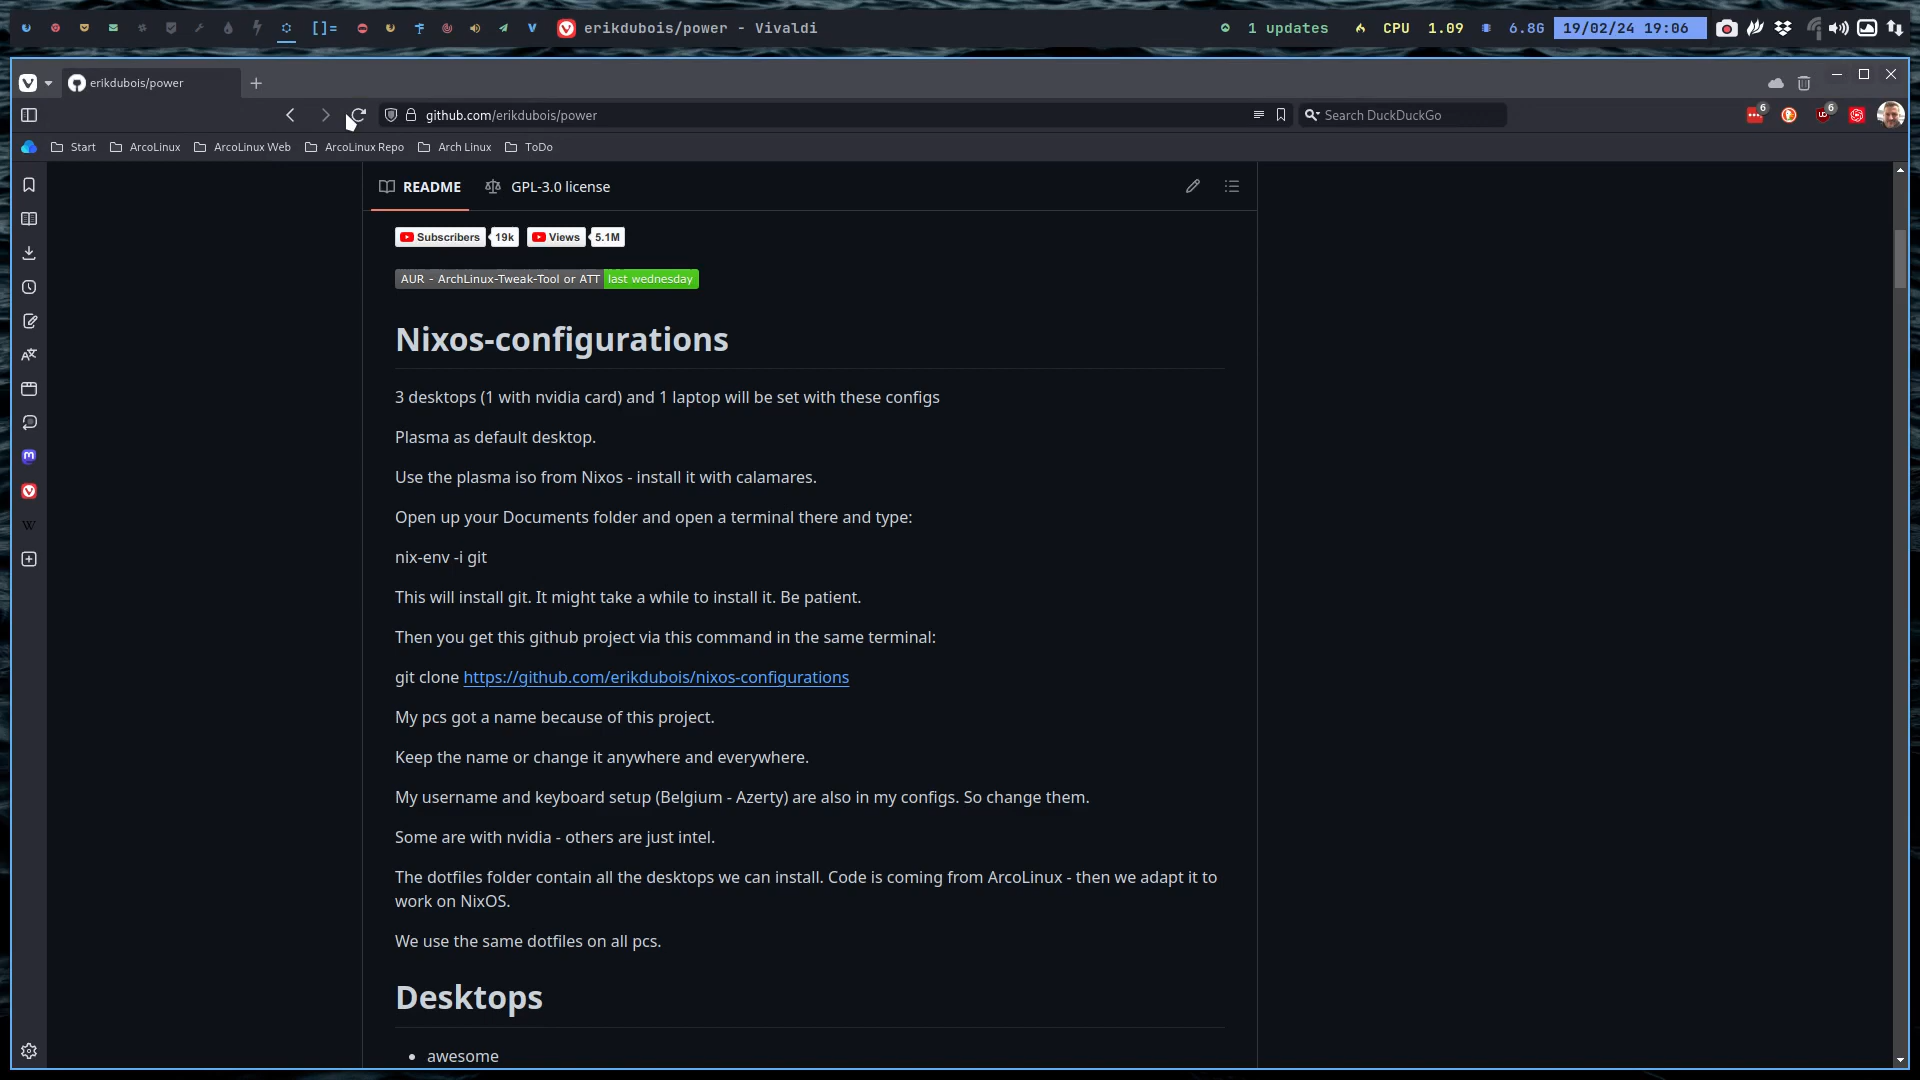 []=
erikdubois/power - Vivaldi
1 updates
CPU 1.09
6.8G
19/02/24 19:06
erikdubois/power
github.com/erikdubois/power
Search DuckDuckGo
6
6
Start
ArcoLinux
ArcoLinux Web
ArcoLinux Repo
Arch Linux
ToDo
README
GPL-3.0 license
Subscribers 19k Views 5.1M
AUR - ArchLinux-Tweak-Tool or ATT last wednesday
Nixos-configurations
3 desktops (1 with nvidia card) and 1 laptop will be set with these configs
Plasma as default desktop.
Use the plasma iso from Nixos - install it with calamares.
Open up your Documents folder and open a terminal there and type:
nix-env -i git
This will install git. It might take a while to install it. Be patient.
Then you get this github project via this command in the same terminal:
git clone https://github.com/erikdubois/nixos-configurations
My pcs got a name because of this project.
Keep the name or change it anywhere and everywhere.
My username and keyboard setup (Belgium - Azerty) are also in my configs. So change them.
Some are with nvidia - others are just intel.
The dotfiles folder contain all the desktops we can install. Code is coming from ArcoLinux - then we adapt it to
work on NixOS.
We use the same dotfiles on all pcs.
Desktops
• awesome